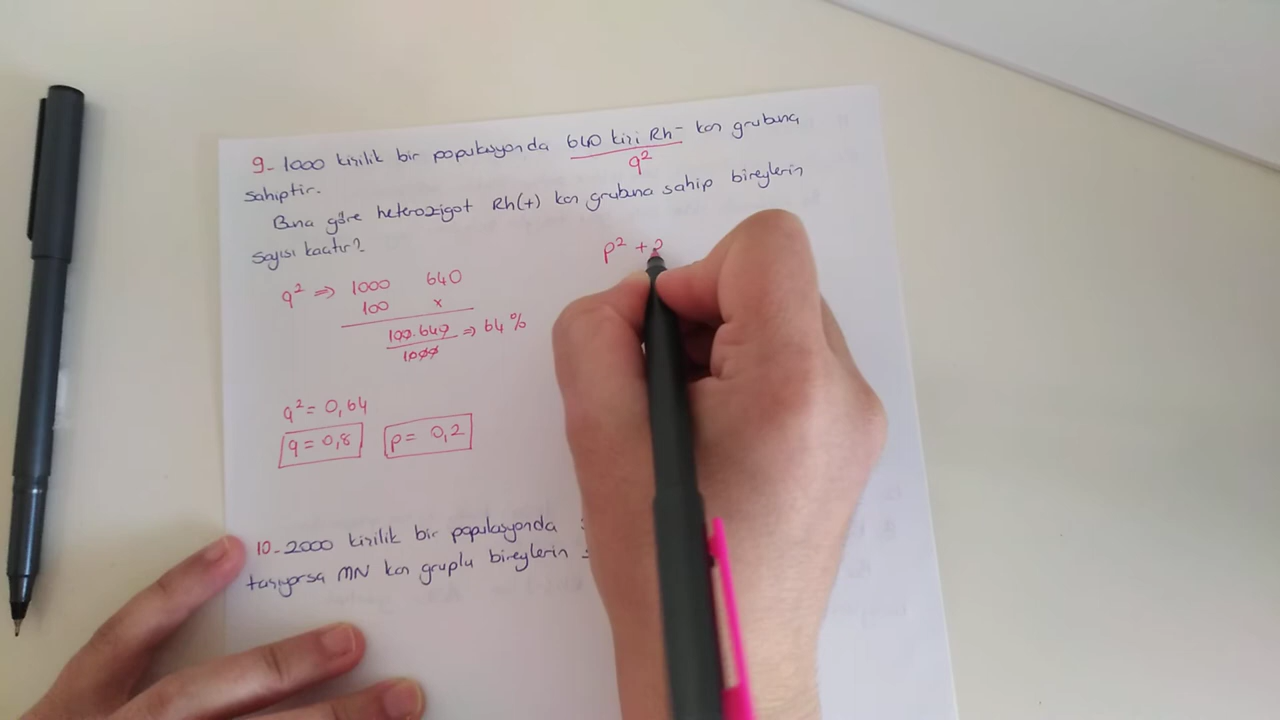 9- 1000 kişilik bir populasyonda 640 kişi Rh⁻ kan grubuna
q²
sahiptir.
Buna göre heterozigot Rh(+) kan grubuna sahip bireylerin
sayısı kaçtır?
p² + 2
q² ⇒ 1000 640
100 x
100.640 ⇒ 64 %
1000
q² = 0,64
q = 0,8 p = 0,2
10- 2000 kişilik bir populasyonda
taşıyorsa MN kan gruplu bireylerin